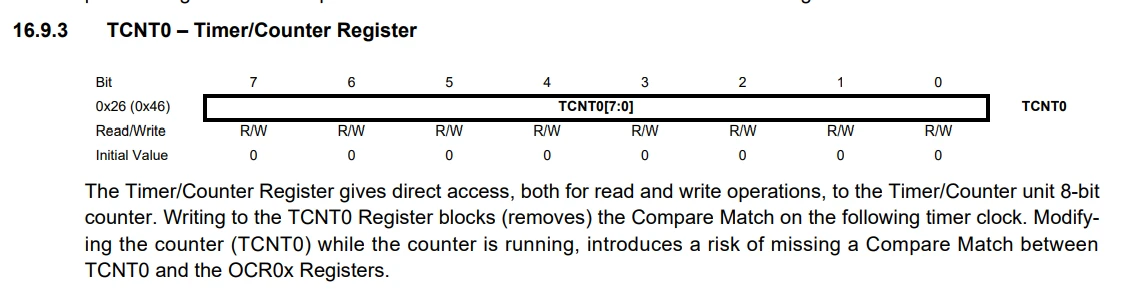 16.9.3 TCNT0 – Timer/Counter Register
Bit 7 6 5 4 3 2 1 0
0x26 (0x46) TCNT0[7:0] TCNT0
Read/Write R/W R/W R/W R/W R/W R/W R/W R/W
Initial Value 0 0 0 0 0 0 0 0
The Timer/Counter Register gives direct access, both for read and write operations, to the Timer/Counter unit 8-bit
counter. Writing to the TCNT0 Register blocks (removes) the Compare Match on the following timer clock. Modify-
ing the counter (TCNT0) while the counter is running, introduces a risk of missing a Compare Match between
TCNT0 and the OCR0x Registers.